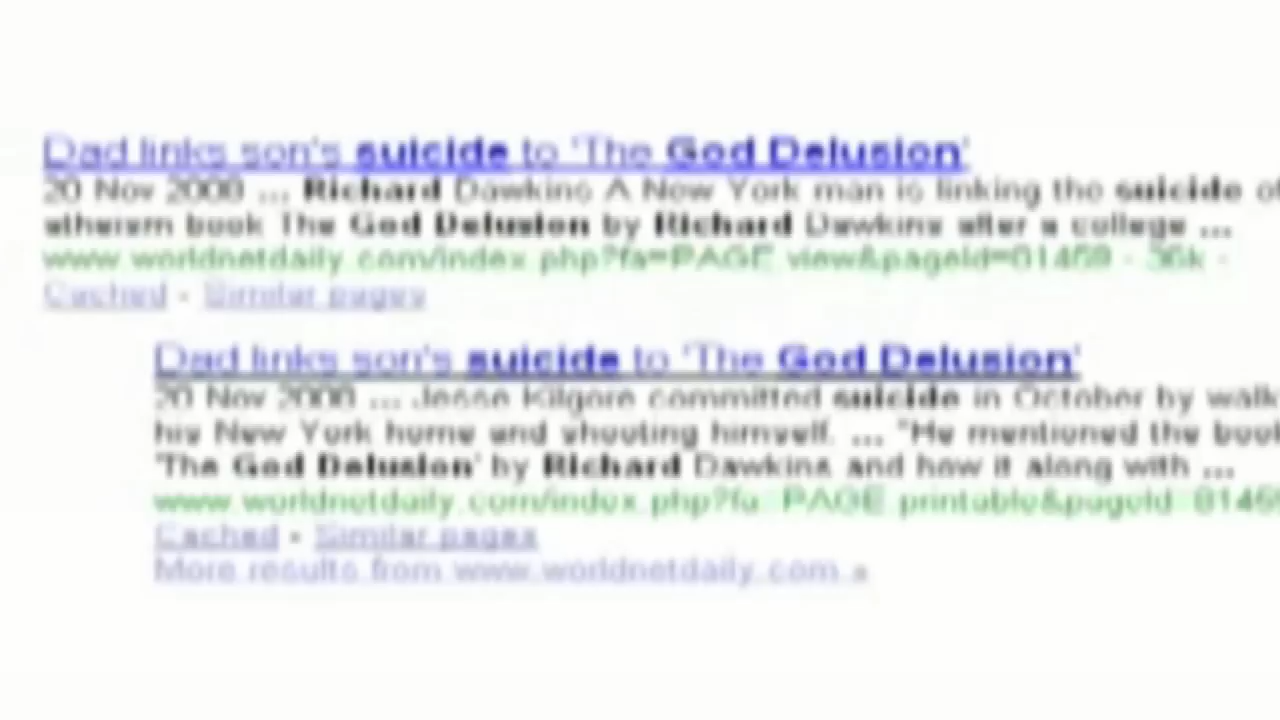 Dad links son's suicide to 'The God Delusion'
20 Nov 2008 ... Richard Dawkins A New York man is linking the suicide of
atheism book The God Delusion by Richard Dawkins after a college ...
www.worldnetdaily.com/index.php?fa=PAGE.view&pageId=81459 - 36k -
Cached - Similar pages
Dad links son's suicide to 'The God Delusion'
20 Nov 2008 ... Jesse Kilgore committed suicide in October by walk
his New York home and shooting himself. ... "He mentioned the book
'The God Delusion' by Richard Dawkins and how it along with ...
www.worldnetdaily.com/index.php?fa=PAGE.printable&pageId=8145
Cached - Similar pages
More results from www.worldnetdaily.com »